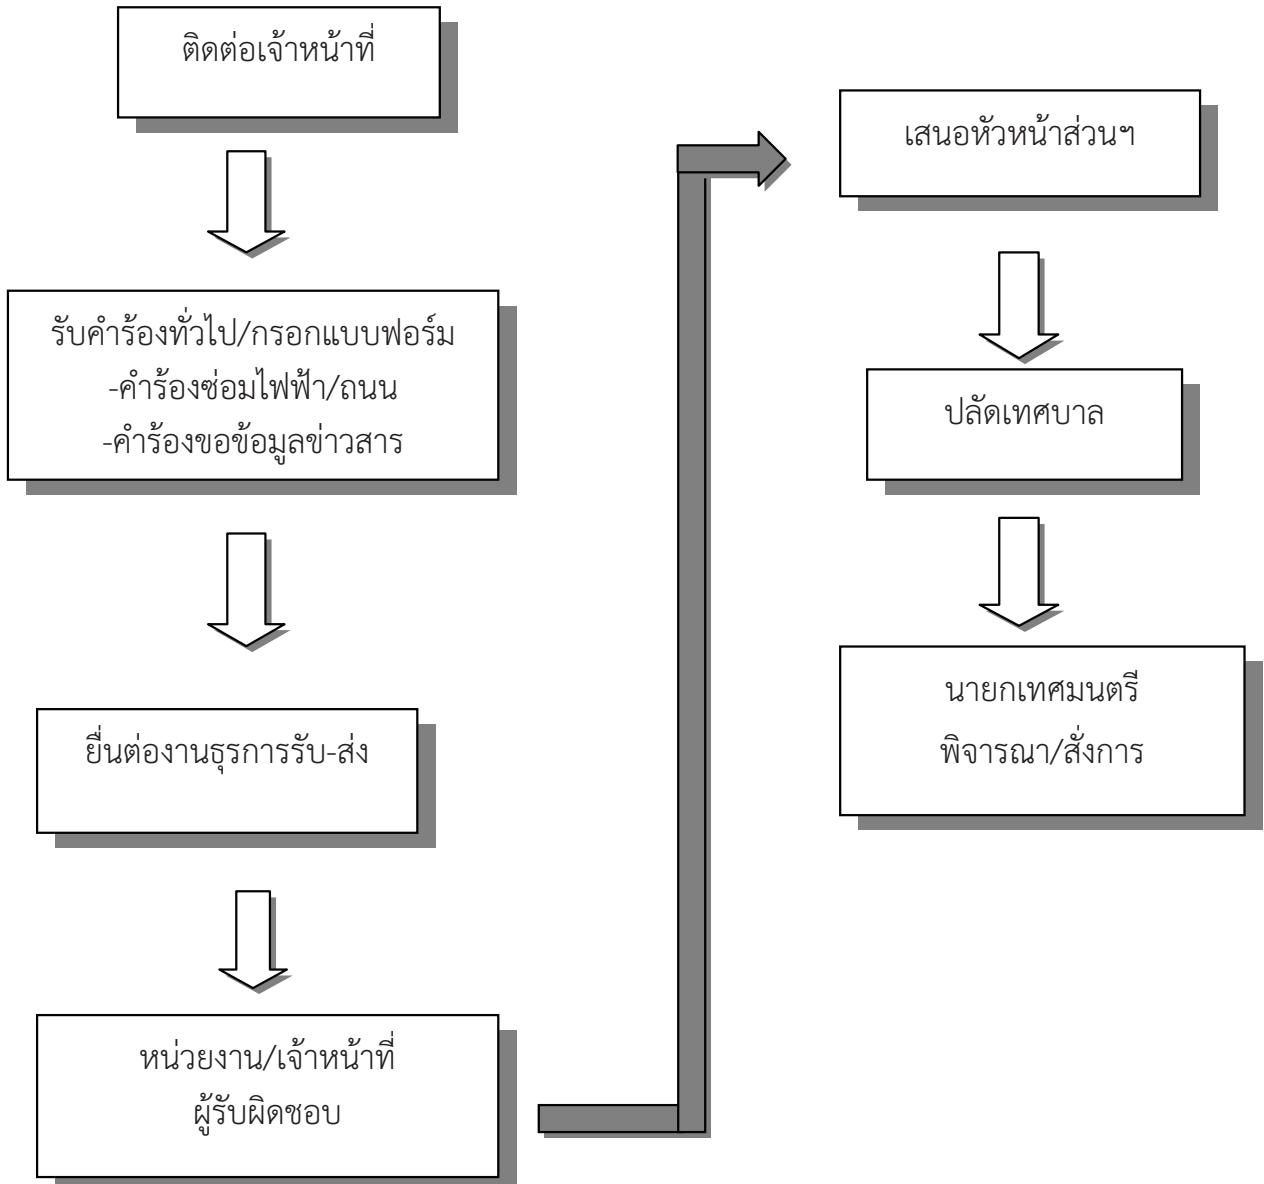 ติดต่อเจ้าหน้าที่
รับคำร้องทั่วไป/กรอกแบบฟอร์ม
-คำร้องซ่อมไฟฟ้า/ถนน
-คำร้องขอข้อมูลข่าวสาร
ยื่นต่องานธุรการรับ-ส่ง
หน่วยงาน/เจ้าหน้าที่
ผู้รับผิดชอบ
เสนอหัวหน้าส่วนฯ
ปลัดเทศบาล
นายกเทศมนตรี
พิจารณา/สั่งการ